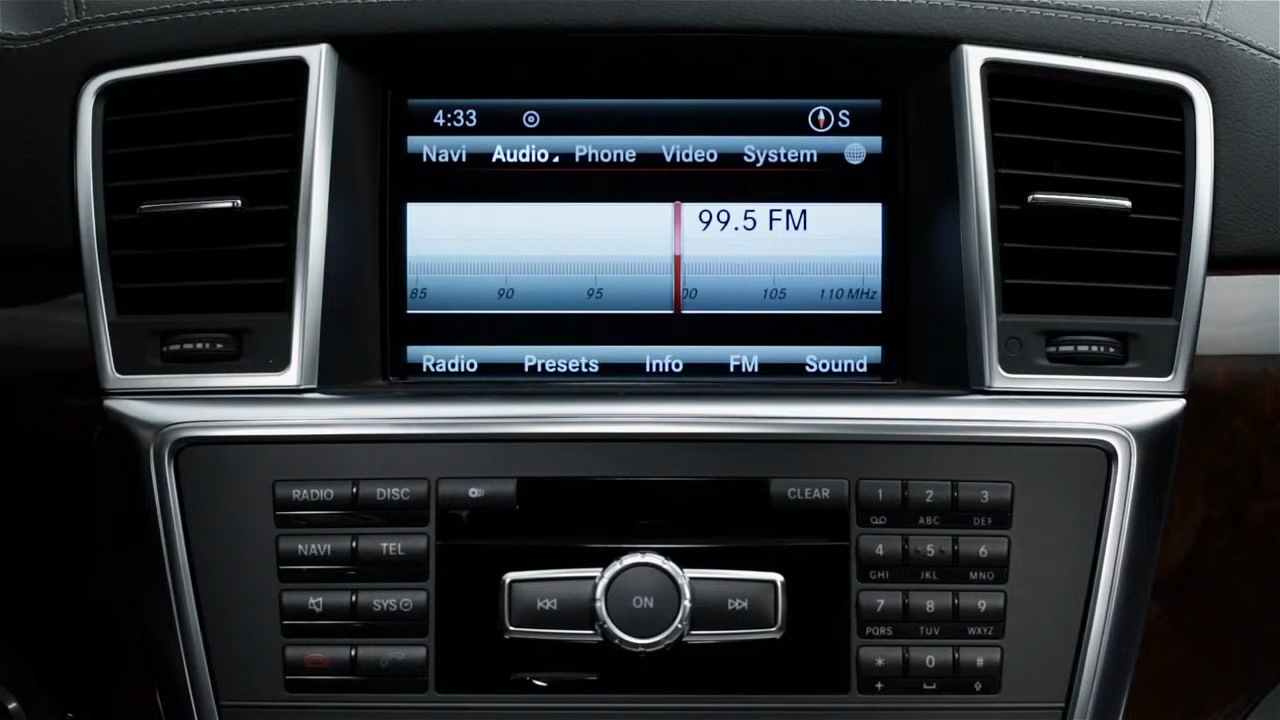 4:33 S
Navi Audio Phone Video System
99.5 FM
85 90 95 00 105 110 MHz
Radio Presets Info FM Sound
RADIO DISC CLEAR 1 2 3
ABC DEF
NAVI TEL 4 5 6
GHI JKL MNO
SYS ON 7 8 9
PQRS TUV WXYZ
* 0 #
+